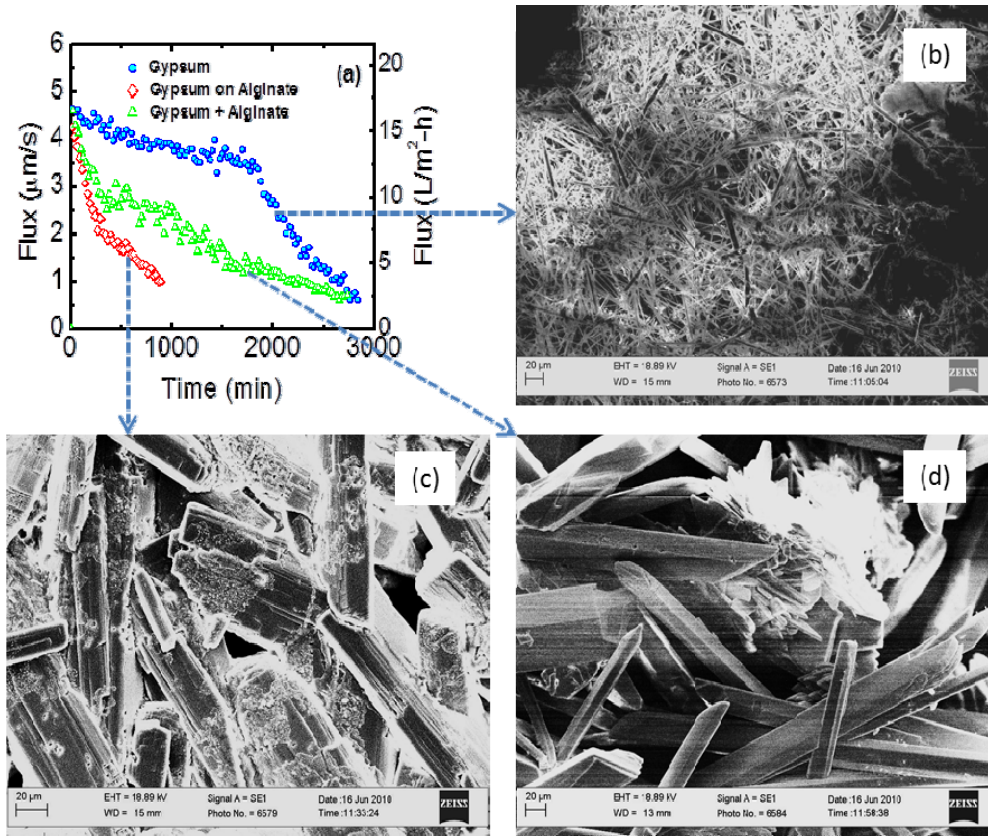 (a)
Gypsum
Gypsum on Alginate
Gypsum + Alginate
6
5
4
3
2
1
0
Flux (μm/s)
20
15
10
5
0
Flux (L/m²-h)
0 1000 2000 3000
Time (min)
(b)
20 μm
EHT = 18.89 kV
WD = 15 mm
Signal A = SE1
Photo No. = 6573
Date :16 Jun 2010
Time :11:05:04
ZEISS
(c)
20 μm
EHT = 18.89 kV
WD = 15 mm
Signal A = SE1
Photo No. = 6579
Date :16 Jun 2010
Time :11:33:24
ZEISS
(d)
20 μm
EHT = 18.89 kV
WD = 13 mm
Signal A = SE1
Photo No. = 6584
Date :16 Jun 2010
Time :11:58:38
ZEISS